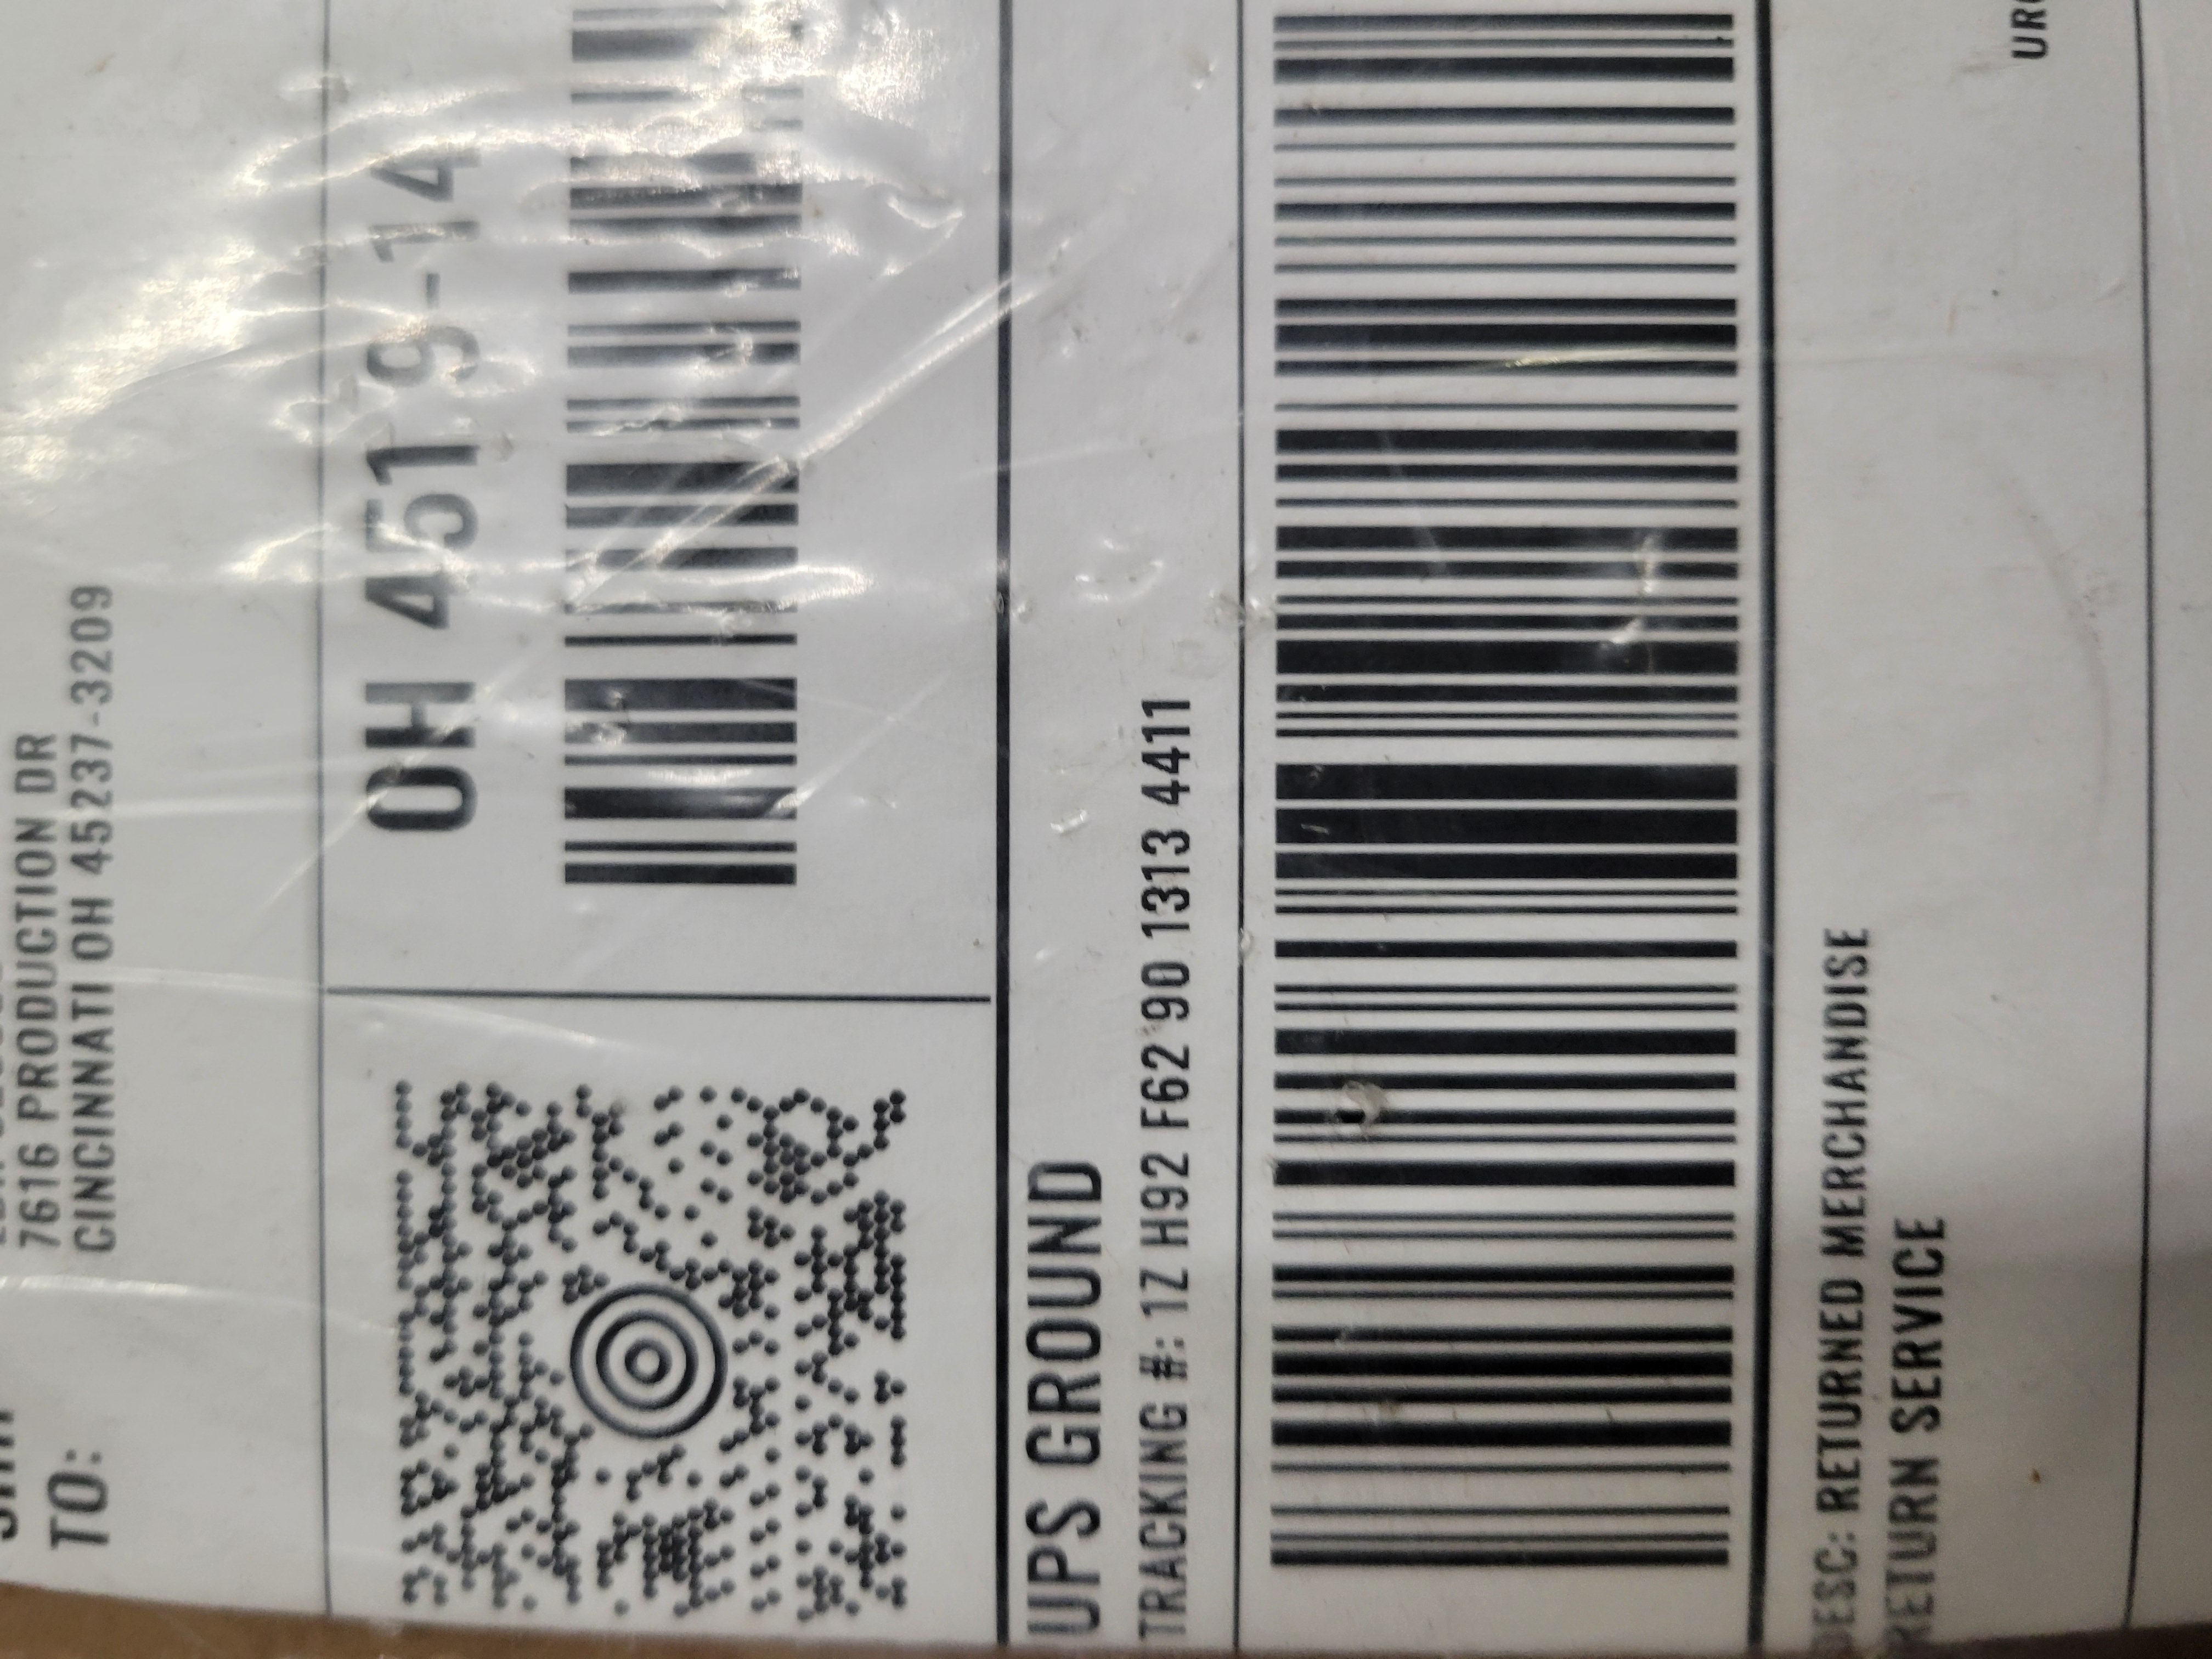 TO:
7616 PRODUCTION DR
CINCINNATI OH 45237-3209
OH 451 9-14
UPS GROUND
TRACKING #: 1Z H92 F62 90 1313 4411
DESC: RETURNED MERCHANDISE
RETURN SERVICE